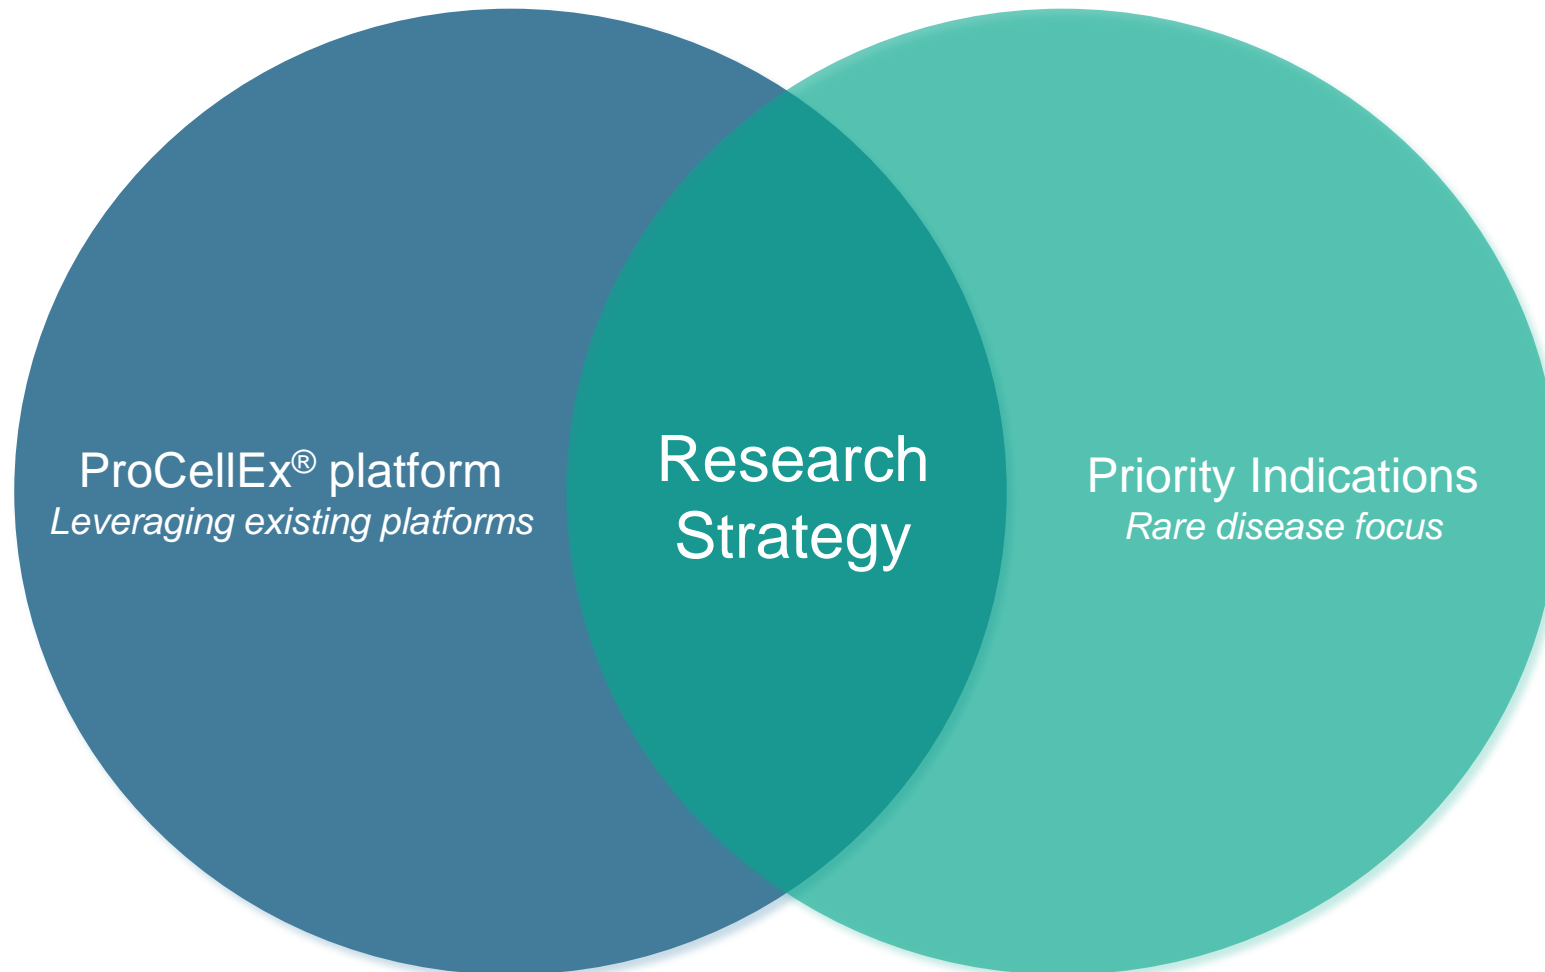 ProCellEx® platform
Leveraging existing platforms
Research
Strategy
Priority Indications
Rare disease focus